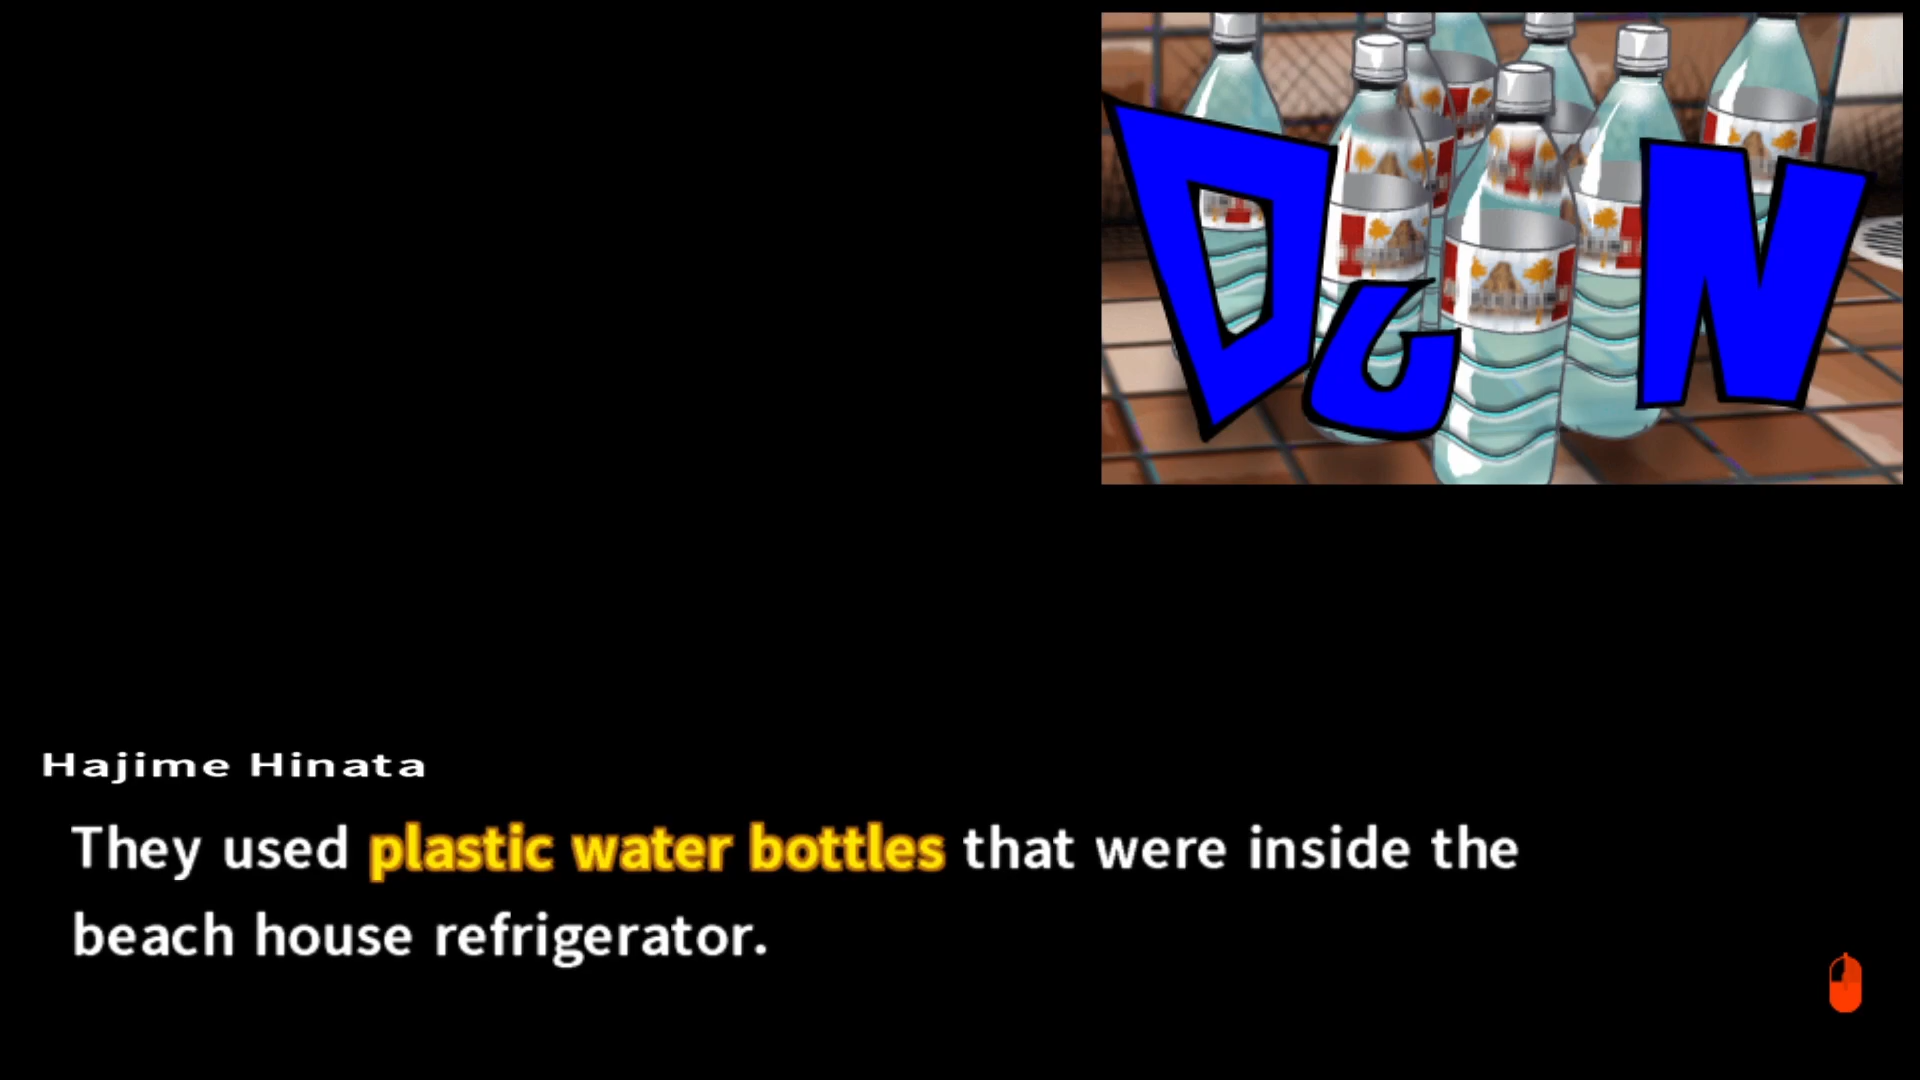 DUN
Hajime Hinata
They used plastic water bottles that were inside the
beach house refrigerator.